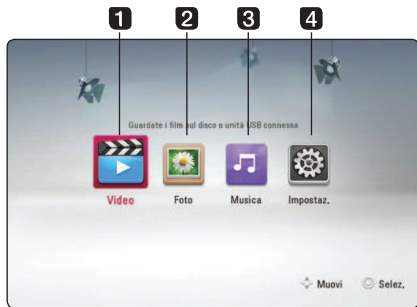 1 2 3 4
Guardate i film sul disco o unità USB connessa
Video Foto Musica Impostaz.
Muovi Selez.